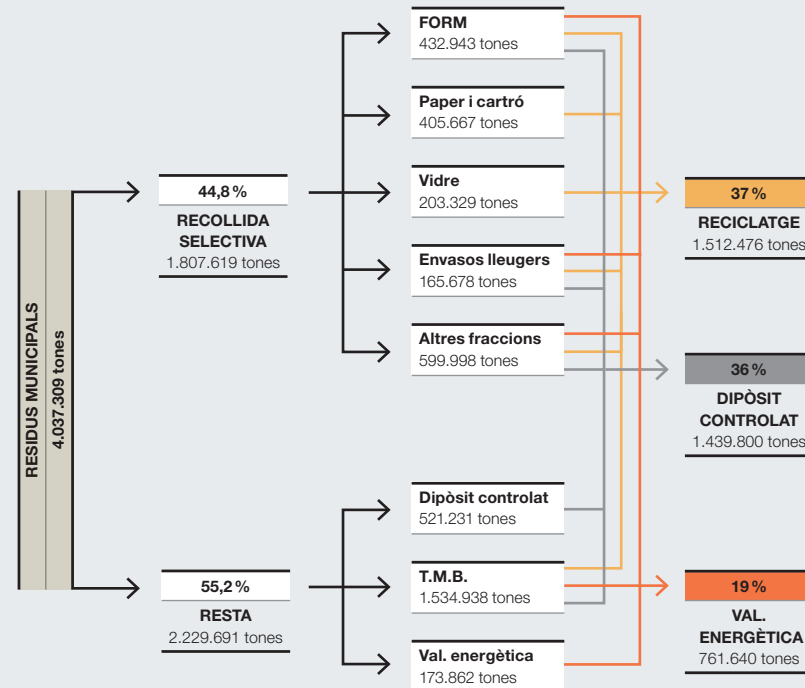 RESIDUS MUNICIPALS
4.037.309 tones
44,8 %
RECOLLIDA
SELECTIVA
1.807.619 tones
55,2 %
RESTA
2.229.691 tones
FORM
432.943 tones
Paper i cartró
405.667 tones
Vidre
203.329 tones
Envasos lleugers
165.678 tones
Altres fraccions
599.998 tones
Dipòsit controlat
521.231 tones
T.M.B.
1.534.938 tones
Val. energètica
173.862 tones
37 %
RECICLATGE
1.512.476 tones
36 %
DIPÒSIT
CONTROLAT
1.439.800 tones
19 %
VAL.
ENERGÈTICA
761.640 tones